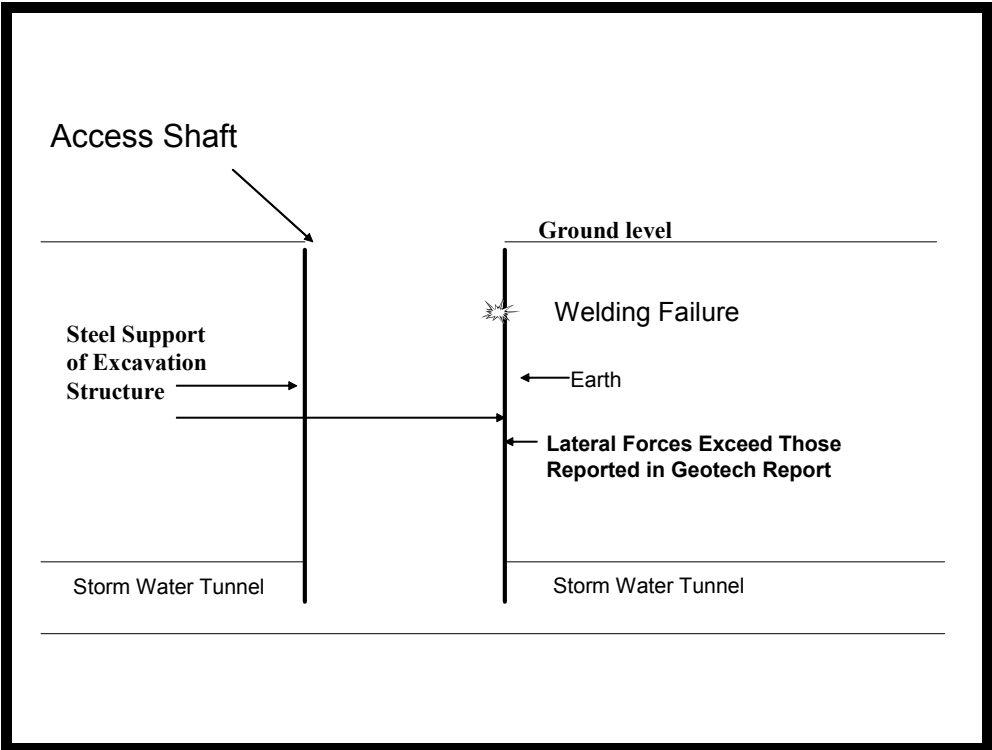 Access Shaft
Ground level
Welding Failure
Steel Support
of Excavation
Structure
Earth
Lateral Forces Exceed Those
Reported in Geotech Report
Storm Water Tunnel
Storm Water Tunnel